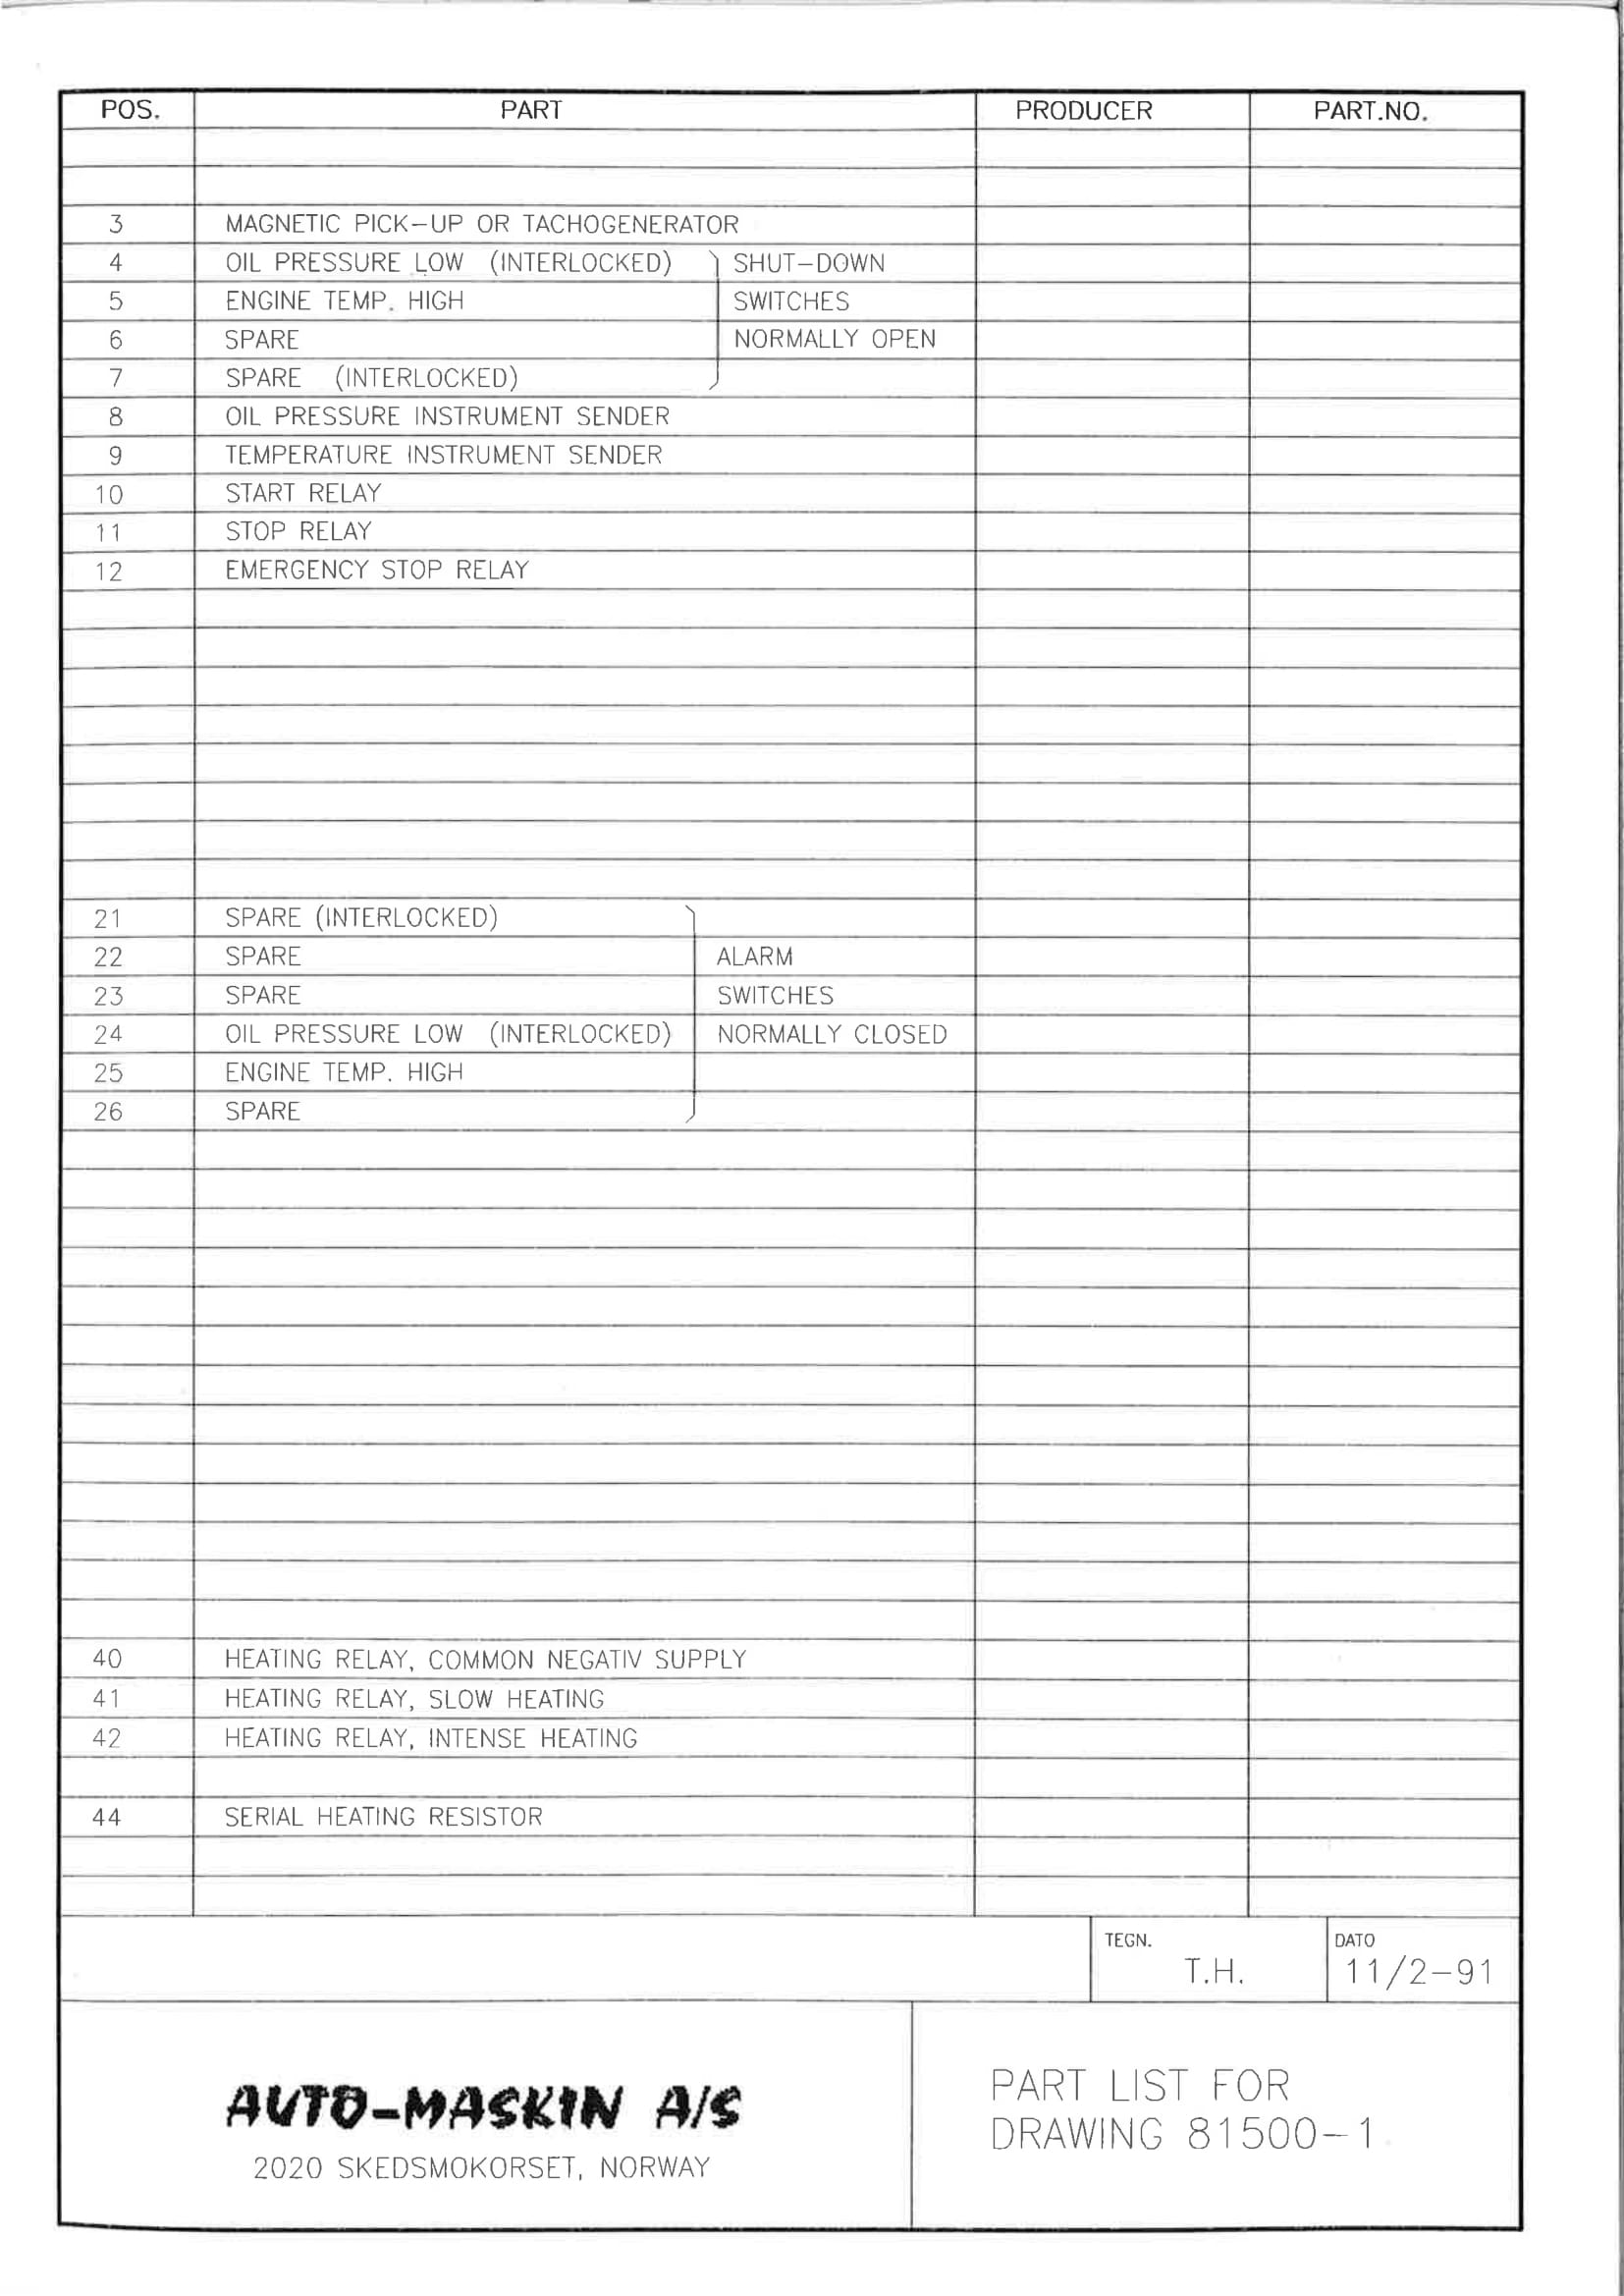 POS. PART PRODUCER PART.NO.
3 MAGNETIC PICK-UP OR TACHOGENERATOR
4 OIL PRESSURE LOW (INTERLOCKED) SHUT-DOWN
5 ENGINE TEMP. HIGH SWITCHES
6 SPARE NORMALLY OPEN
7 SPARE (INTERLOCKED)
8 OIL PRESSURE INSTRUMENT SENDER
9 TEMPERATURE INSTRUMENT SENDER
10 START RELAY
11 STOP RELAY
12 EMERGENCY STOP RELAY
21 SPARE (INTERLOCKED)
22 SPARE ALARM
23 SPARE SWITCHES
24 OIL PRESSURE LOW (INTERLOCKED) NORMALLY CLOSED
25 ENGINE TEMP. HIGH
26 SPARE
40 HEATING RELAY, COMMON NEGATIV SUPPLY
41 HEATING RELAY, SLOW HEATING
42 HEATING RELAY, INTENSE HEATING
44 SERIAL HEATING RESISTOR
TEGN. DATO
T.H. 11/2-91
AUTO-MASKIN A/S
2020 SKEDSMOKORSET, NORWAY
PART LIST FOR
DRAWING 81500-1